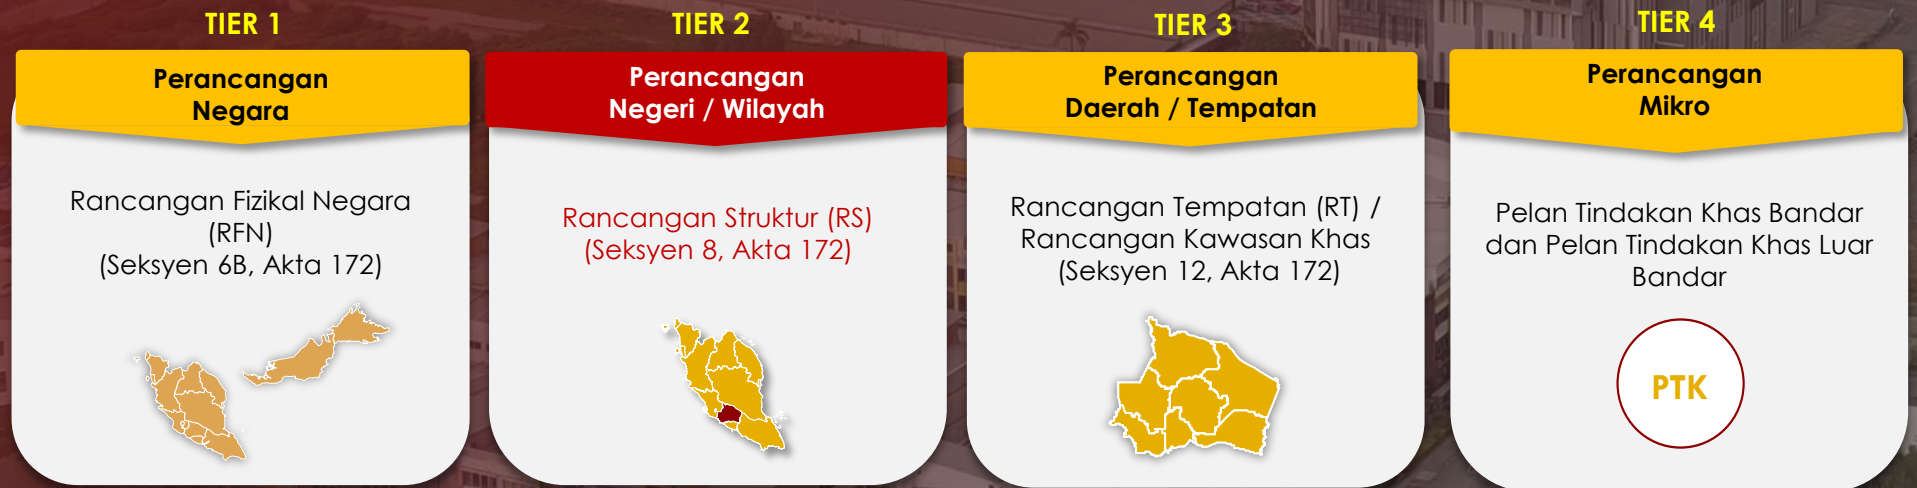 TIER 1
Perancangan
Negara
Rancangan Fizikal Negara
(RFN)
(Seksyen 6B, Akta 172)
TIER 2
Perancangan
Negeri / Wilayah
Rancangan Struktur (RS)
(Seksyen 8, Akta 172)
TIER 3
Perancangan
Daerah / Tempatan
Rancangan Tempatan (RT) /
Rancangan Kawasan Khas
(Seksyen 12, Akta 172)
TIER 4
Perancangan
Mikro
Pelan Tindakan Khas Bandar
dan Pelan Tindakan Khas Luar
Bandar
PTK